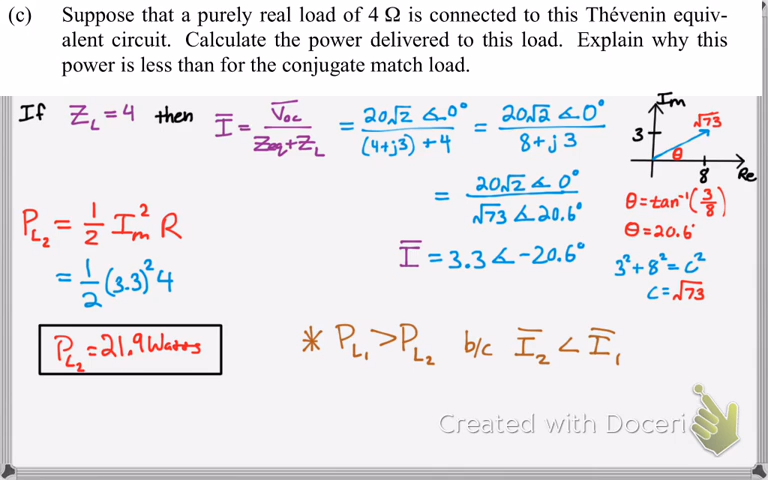 (c) Suppose that a purely real load of 4 Ω is connected to this Thévenin equiv-
alent circuit. Calculate the power delivered to this load. Explain why this
power is less than for the conjugate match load.
If Z_L = 4 then I̅ = V̅oc / (Zeq + Z_L) = 20√2 ∡0° / ((4+j3) + 4) = 20√2 ∡0° / (8 + j3)
= 20√2 ∡0° / (√73 ∡20.6°)
I̅ = 3.3 ∡-20.6°
Im
√73
3
θ
8
Re
θ = tan⁻¹(3/8)
θ = 20.6°
3² + 8² = c²
c = √73
P_L₂ = 1/2 I_m² R
= 1/2 (3.3)² 4
P_L₂ = 21.9 Watts
* P_L₁ > P_L₂ b/c I̅₂ < I̅₁
Created with Doceri